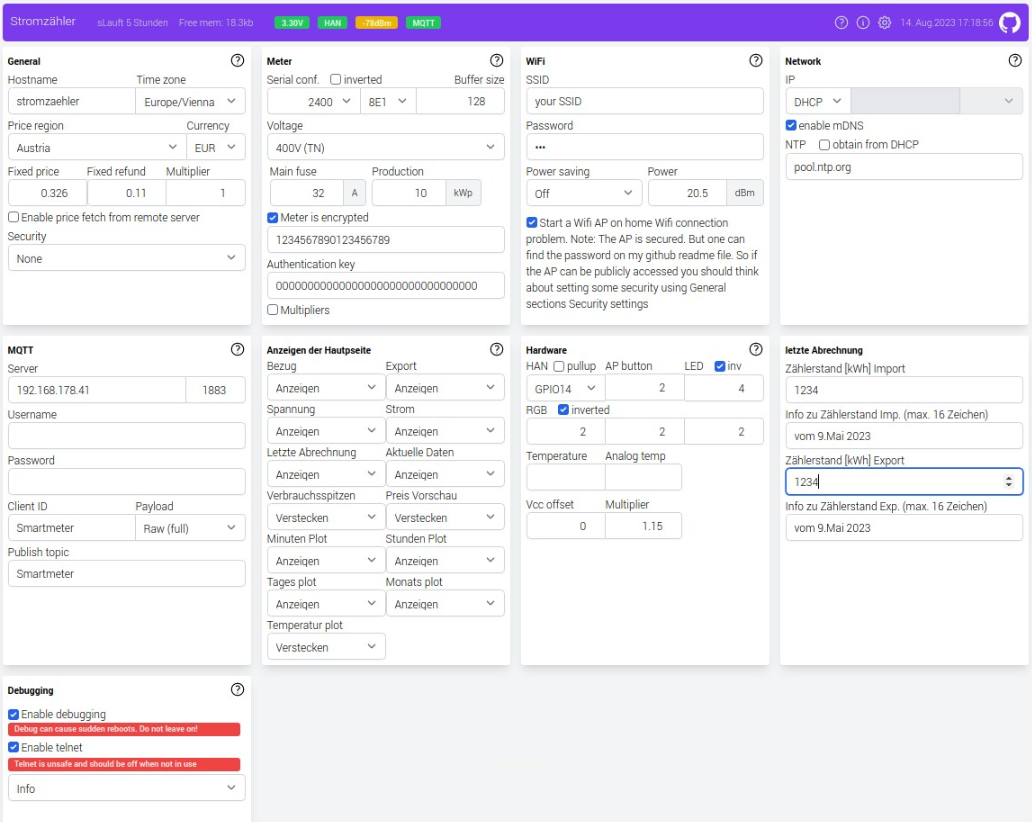 Stromzähler sLauft 5 Stunden Free mem: 18.3kb 3.30V HAN -78dBm MQTT 14. Aug.2023 17:18:56
General
Hostname Time zone
stromzaehler Europe/Vienna
Price region Currency
Austria EUR
Fixed price Fixed refund Multiplier
0.326 0.11 1
Enable price fetch from remote server
Security
None
Meter
Serial conf. inverted Buffer size
2400 8E1 128
Voltage
400V (TN)
Main fuse Production
32 A 10 kWp
Meter is encrypted
1234567890123456789
Authentication key
00000000000000000000000000000000
Multipliers
WiFi
SSID
your SSID
Password
•••
Power saving Power
Off 20.5 dBm
Start a Wifi AP on home Wifi connection
problem. Note: The AP is secured. But one can
find the password on my github readme file. So if
the AP can be publicly accessed you should think
about setting some security using General
sections Security settings
Network
IP
DHCP
enable mDNS
NTP obtain from DHCP
pool.ntp.org
MQTT
Server
192.168.178.41 1883
Username
Password
Client ID Payload
Smartmeter Raw (full)
Publish topic
Smartmeter
Anzeigen der Hautpseite
Bezug Export
Anzeigen Anzeigen
Spannung Strom
Anzeigen Anzeigen
Letzte Abrechnung Aktuelle Daten
Anzeigen Anzeigen
Verbrauchsspitzen Preis Vorschau
Verstecken Verstecken
Minuten Plot Stunden Plot
Anzeigen Anzeigen
Tages plot Monats plot
Anzeigen Anzeigen
Temperatur plot
Verstecken
Hardware
HAN pullup AP button LED inv
GPIO14 2 4
RGB inverted
2 2 2
Temperature Analog temp
Vcc offset Multiplier
0 1.15
letzte Abrechnung
Zählerstand [kWh] Import
1234
Info zu Zählerstand Imp. (max. 16 Zeichen)
vom 9.Mai 2023
Zählerstand [kWh] Export
1234
Info zu Zählerstand Exp. (max. 16 Zeichen)
vom 9.Mai 2023
Debugging
Enable debugging
Debug can cause sudden reboots. Do not leave on!
Enable telnet
Telnet is unsafe and should be off when not in use
Info